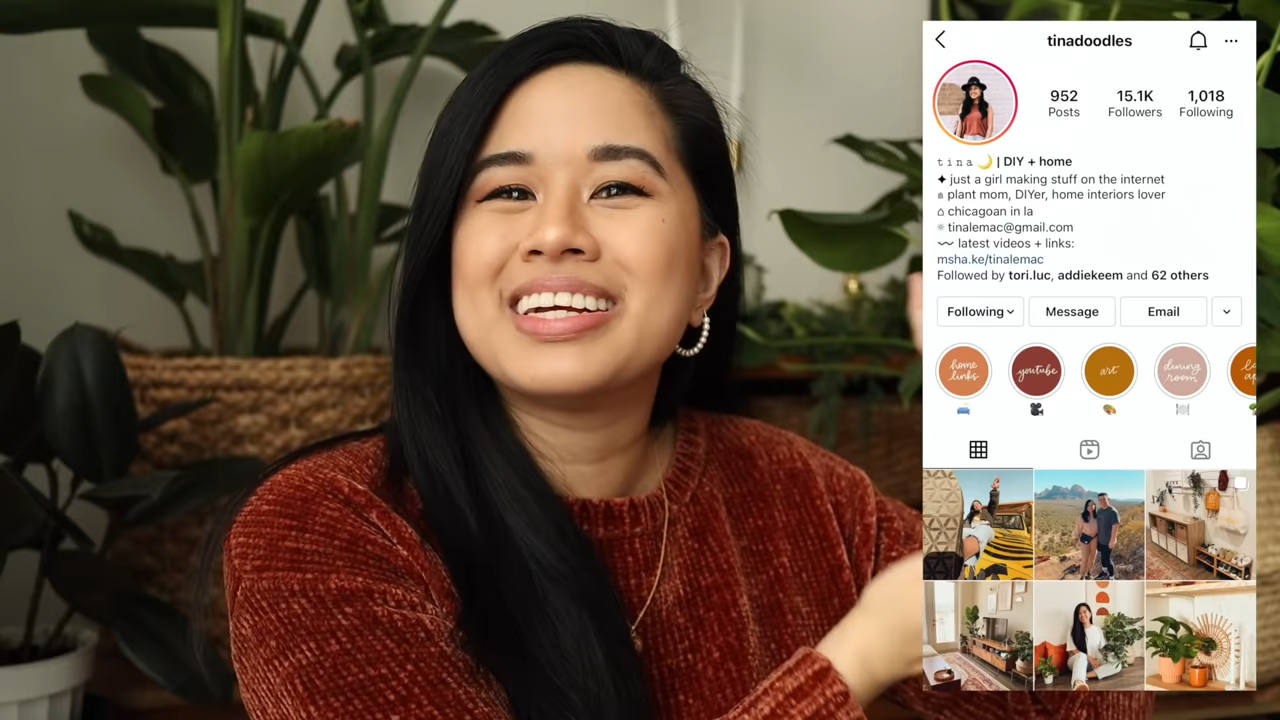 tinadoodles
952
Posts
15.1K
Followers
1,018
Following
tina🌙 | DIY + home
✦ just a girl making stuff on the internet
plant mom, DIYer, home interiors lover
⌂ chicagoan in la
☼ tinalemac@gmail.com
〰 latest videos + links:
msha.ke/tinalemac
Followed by tori.luc, addiekeem and 62 others
Following
Message
Email
home
links
youtube
art
dining
room